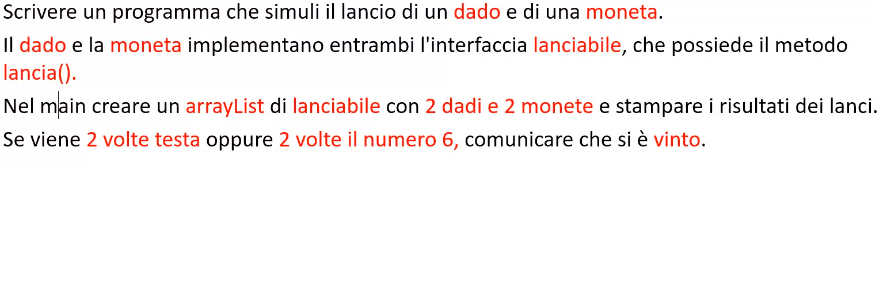 Scrivere un programma che simuli il lancio di un dado e di una moneta.
Il dado e la moneta implementano entrambi l'interfaccia lanciabile, che possiede il metodo
lancia().
Nel main creare un arrayList di lanciabile con 2 dadi e 2 monete e stampare i risultati dei lanci.
Se viene 2 volte testa oppure 2 volte il numero 6, comunicare che si è vinto.